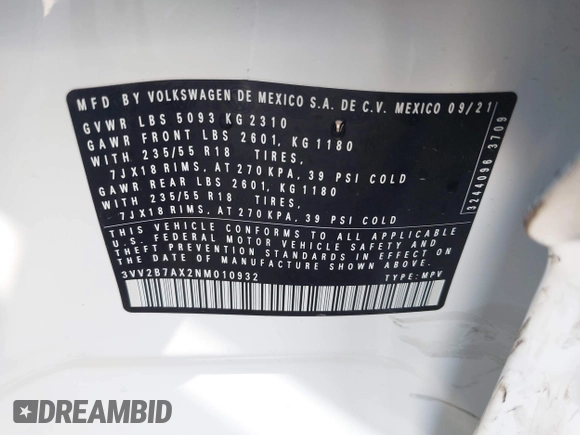 MFD BY VOLKSWAGEN DE MEXICO S.A. DE C.V. MEXICO 09/21
GVWR LBS 5093 KG 2310
GAWR FRONT LBS 2601, KG 1180
WITH 235/55 R18 TIRES,
7JX18 RIMS, AT 270KPA, 39 PSI COLD
GAWR REAR LBS 2601, KG 1180
WITH 235/55 R18 TIRES,
7JX18 RIMS, AT 270KPA, 39 PSI COLD
THIS VEHICLE CONFORMS TO ALL APPLICABLE
U.S. FEDERAL MOTOR VEHICLE SAFETY AND
THEFT PREVENTION STANDARDS IN EFFECT ON
THE DATE OF MANUFACTURE SHOWN ABOVE
3VV2B7AX2NM010932
TYPE: MPV
3244096 3709
DREAMBID